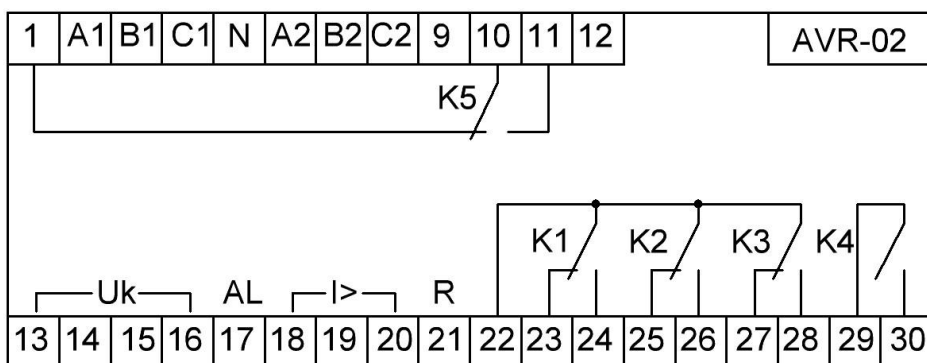 1 A1 B1 C1 N A2 B2 C2 9 10 11 12 AVR-02
K5
K1 K2 K3 K4
Uk AL I> R
13 14 15 16 17 18 19 20 21 22 23 24 25 26 27 28 29 30